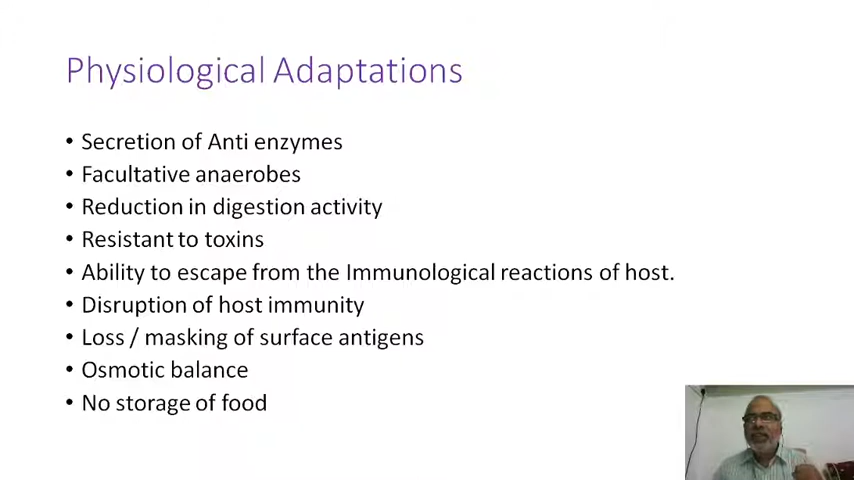 Physiological Adaptations
• Secretion of Anti enzymes
• Facultative anaerobes
• Reduction in digestion activity
• Resistant to toxins
• Ability to escape from the Immunological reactions of host.
• Disruption of host immunity
• Loss / masking of surface antigens
• Osmotic balance
• No storage of food